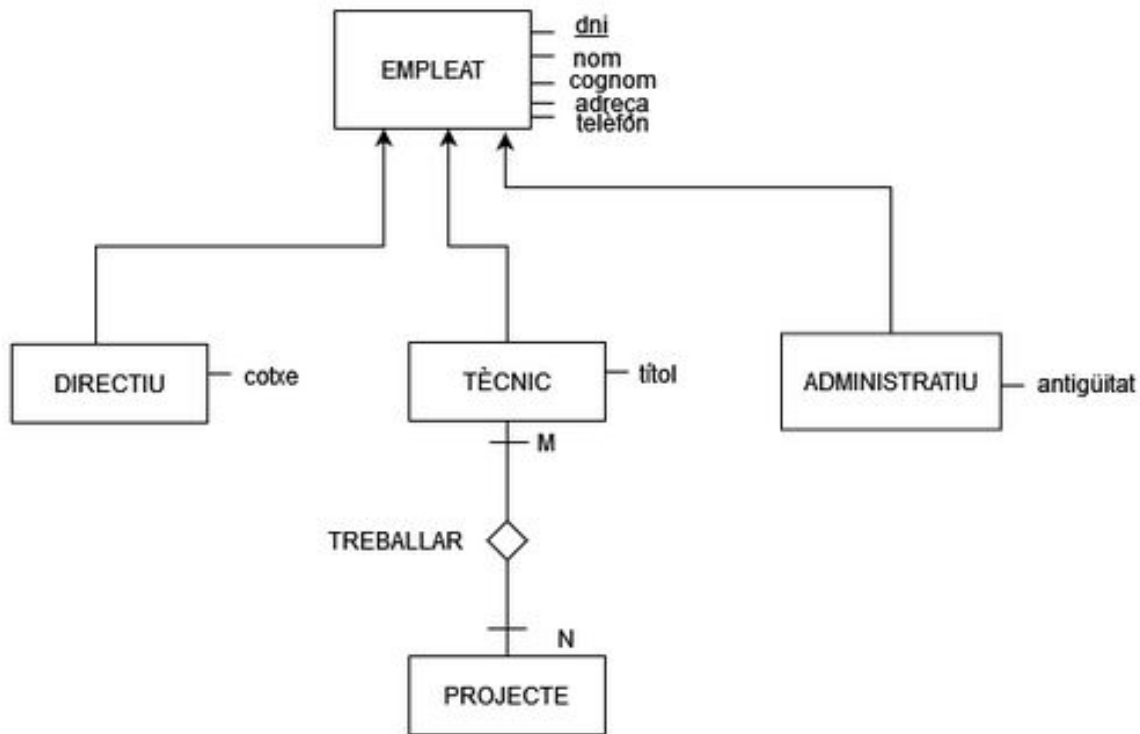 dni
EMPLEAT
nom
cognom
adreça
telèfon
DIRECTIU
cotxe
TÈCNIC
títol
ADMINISTRATIU
antigüitat
M
TREBALLAR
N
PROJECTE